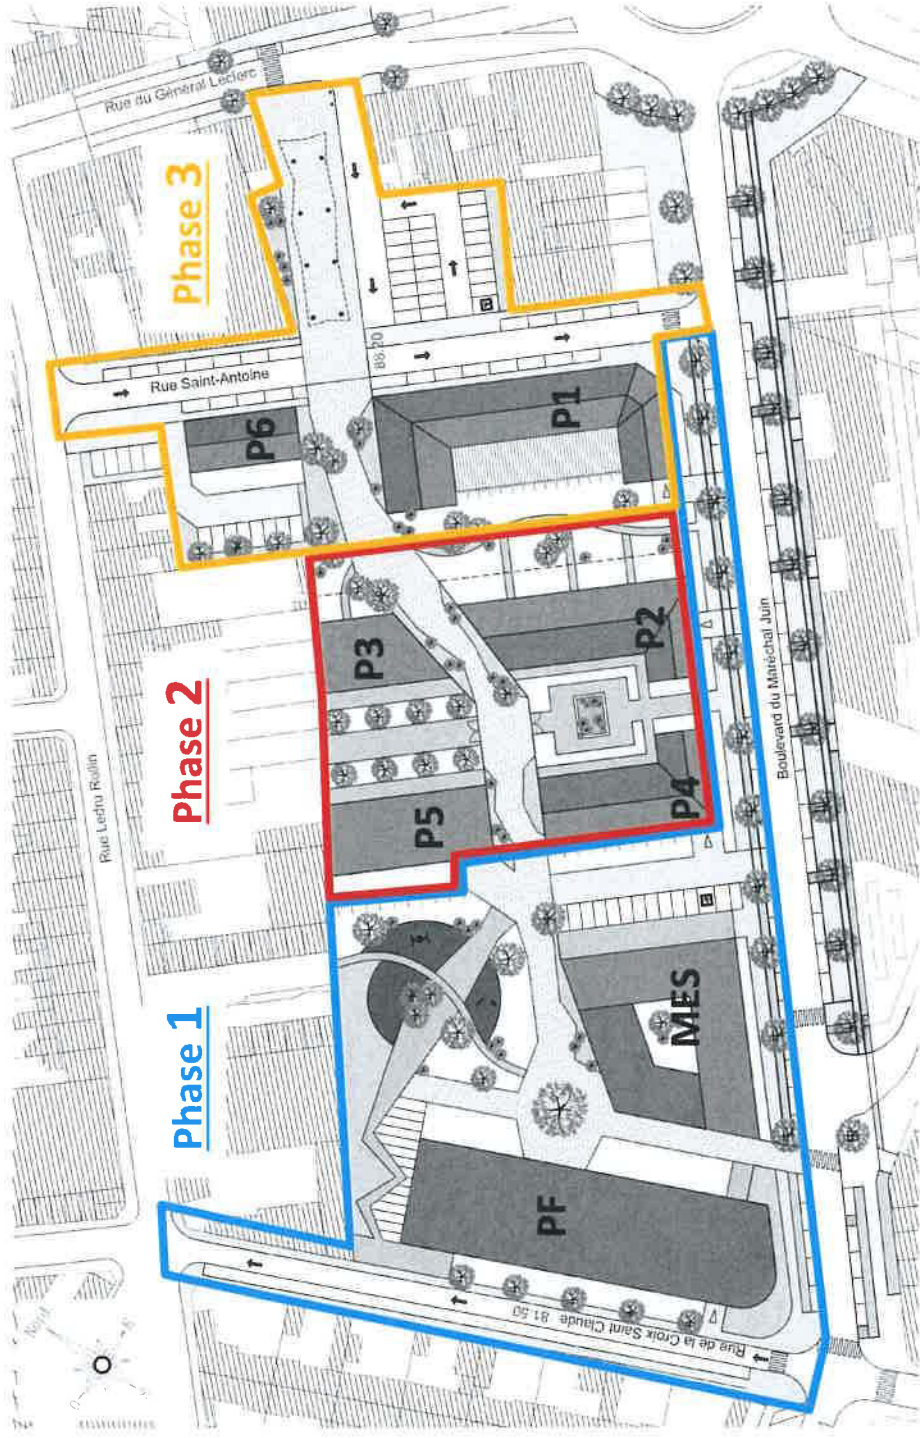 Rue du Général Leclerc
Phase 3
88.20
Rue Saint-Antoine
P6
P1
Phase 2
P3
P2
Boulevard du Maréchal Juin
Rue Ledru Rollin
P5
P4
Phase 1
MES
PF
Rue de la Croix Saint Claude 81.50
Nord